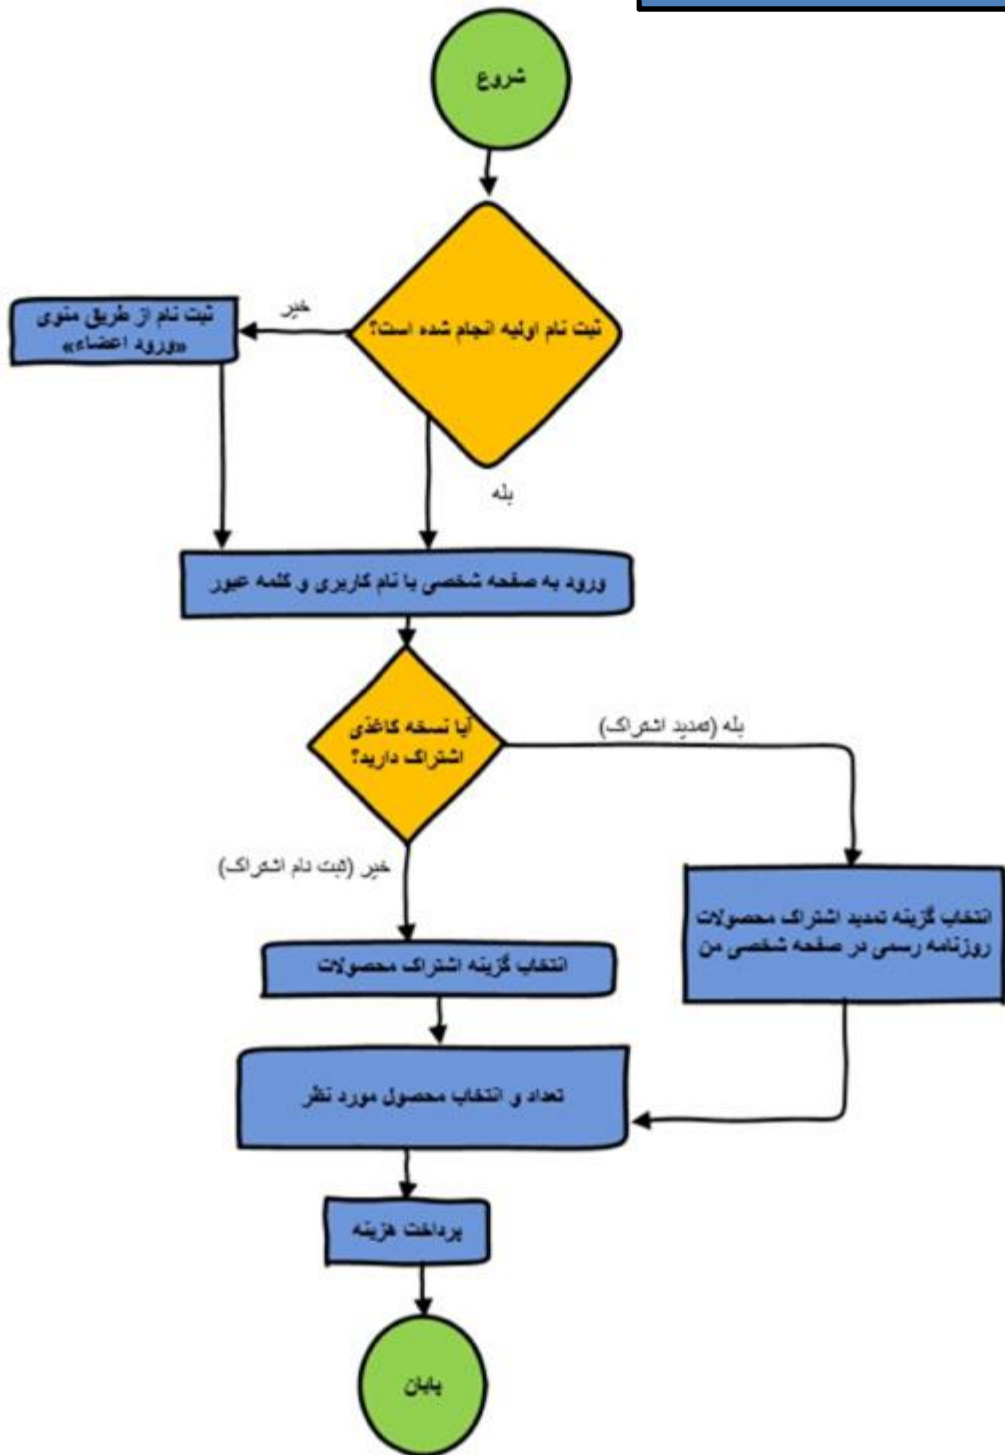 شروع
ثبت نام اولیه انجام شده است؟
خیر
ثبت نام از طریق منوی
«ورود اعضاء»
بله
ورود به صفحه شخصی با نام کاربری و کلمه عبور
آیا نسخه کاغذی
اشتراک دارید؟
بله (تمدید اشتراک)
خیر (ثبت نام اشتراک)
انتخاب گزینه تمدید اشتراک محصولات
روزنامه رسمی در صفحه شخصی من
انتخاب گزینه اشتراک محصولات
تعداد و انتخاب محصول مورد نظر
پرداخت هزینه
پایان